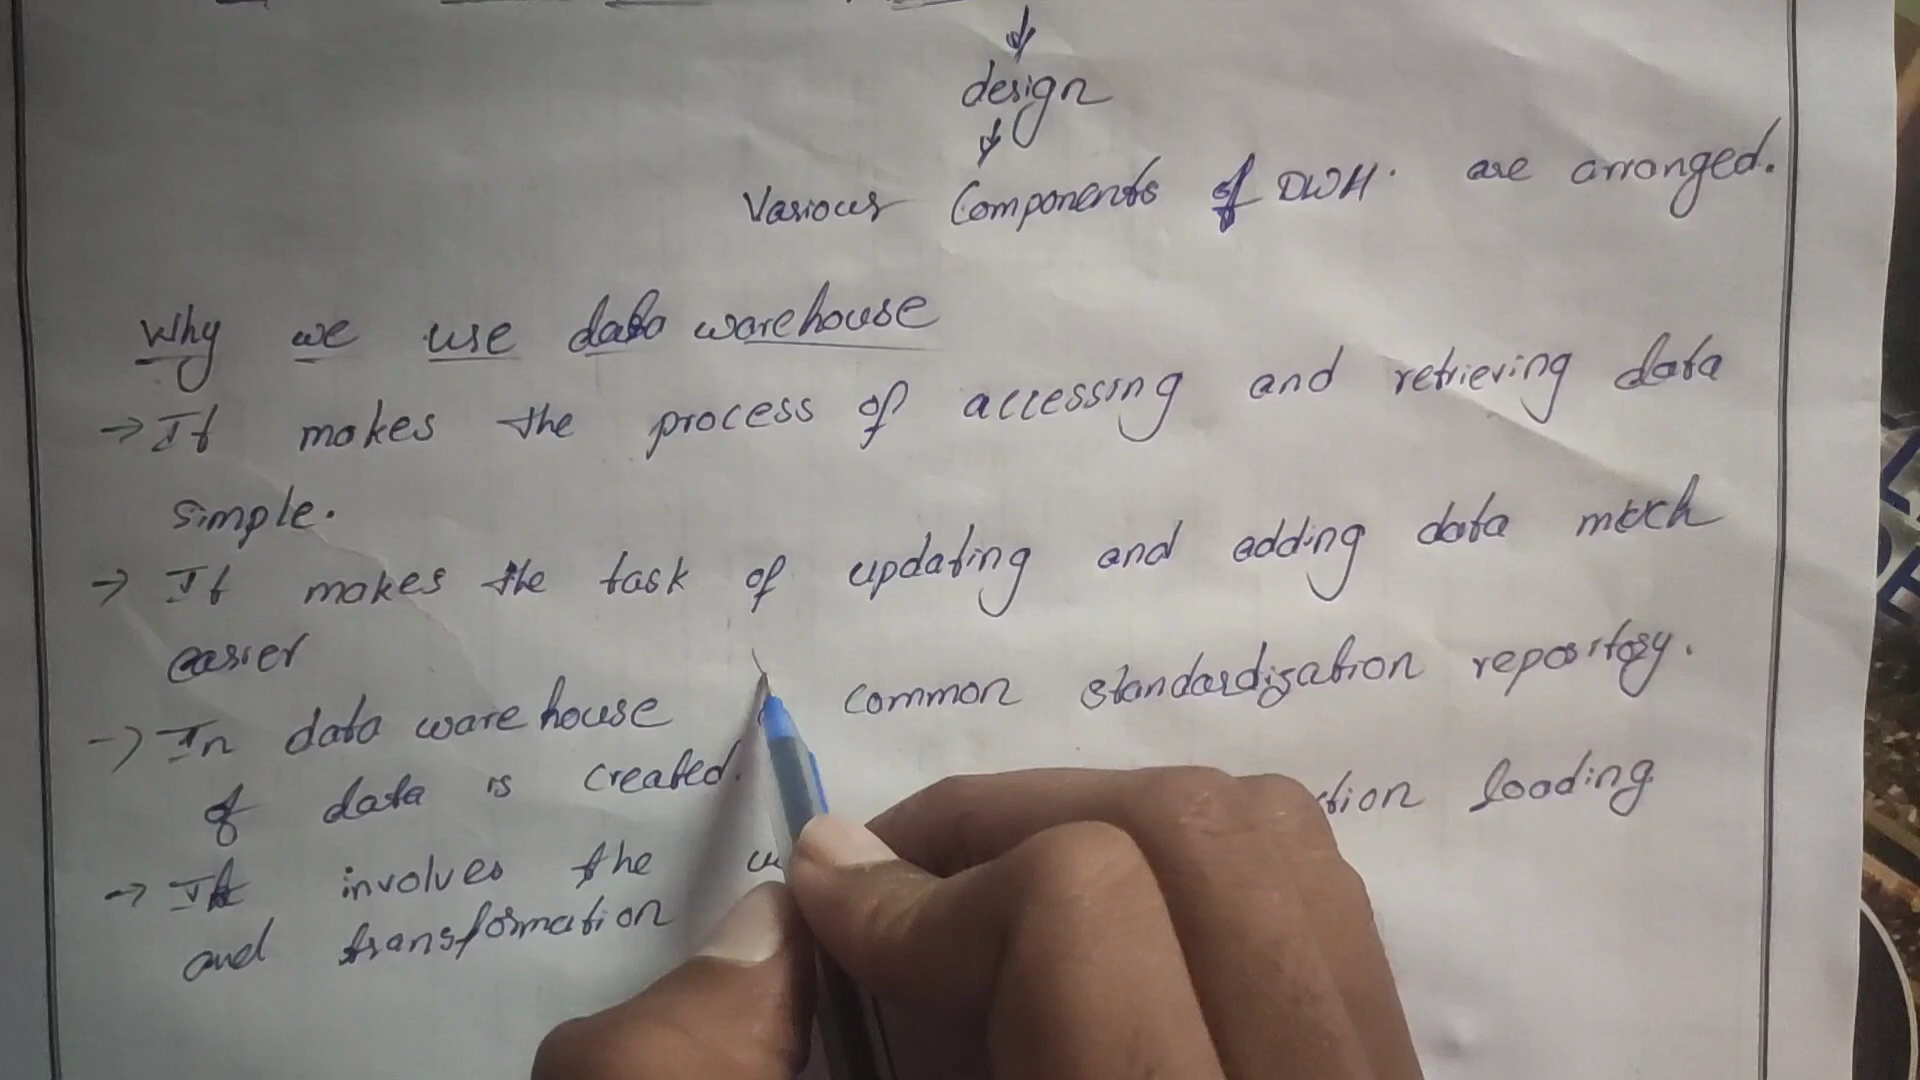 design
Various Components of DWH. are arranged.
Why we use data warehouse
→ It makes the process of accessing and retrieving data
simple.
→ It makes the task of updating and adding data much
easier
→ In data warehouse common standardization repository.
of data is created.
→ It involves the loading
and transformation